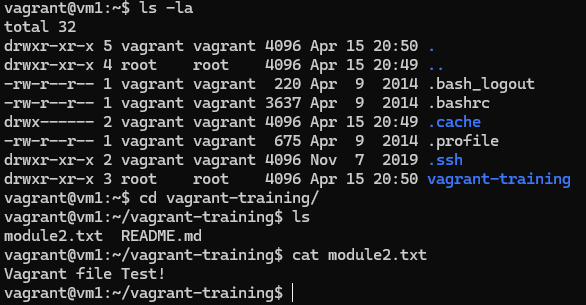 vagrant@vm1:~$ ls -la
total 32
drwxr-xr-x 5 vagrant vagrant 4096 Apr 15 20:50 .
drwxr-xr-x 4 root    root    4096 Apr 15 20:49 ..
-rw-r--r-- 1 vagrant vagrant  220 Apr  9  2014 .bash_logout
-rw-r--r-- 1 vagrant vagrant 3637 Apr  9  2014 .bashrc
drwx------ 2 vagrant vagrant 4096 Apr 15 20:49 .cache
-rw-r--r-- 1 vagrant vagrant  675 Apr  9  2014 .profile
drwxr-xr-x 2 vagrant vagrant 4096 Nov  7  2019 .ssh
drwxr-xr-x 3 root    root    4096 Apr 15 20:50 vagrant-training
vagrant@vm1:~$ cd vagrant-training/
vagrant@vm1:~/vagrant-training$ ls
module2.txt  README.md
vagrant@vm1:~/vagrant-training$ cat module2.txt
Vagrant file Test!
vagrant@vm1:~/vagrant-training$